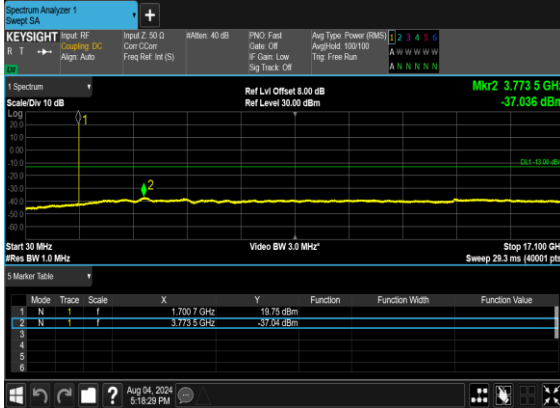 Spectrum Analyzer 1
Swept SA
+
KEYSIGHT Input: RF Input Z: 50 Ω #Atten: 40 dB PNO: Fast Avg Type: Power (RMS) 1 2 3 4 5 6
R T Coupling: DC Corr CCorr Gate: Off Avg|Hold: 100/100 A W W W W W
Align: Auto Freq Ref: Int (S) IF Gain: Low Trig: Free Run
Sig Track: Off A N N N N N
1 Spectrum Ref Lvl Offset 8.00 dB Mkr2 3.773 5 GHz
Scale/Div 10 dB Ref Level 30.00 dBm -37.036 dBm
Log
20.0
10.0
0.00
-10.0
-20.0
-30.0
-40.0
-50.0
-60.0
1
DL1 -13.00 dBm
2
Start 30 MHz Video BW 3.0 MHz* Stop 17.100 GHz
#Res BW 1.0 MHz Sweep 29.3 ms (40001 pts)
5 Marker Table
Mode Trace Scale X Y Function Function Width Function Value
1 N 1 f 1.700 7 GHz 19.75 dBm
2 N 1 f 3.773 5 GHz -37.04 dBm
3
4
5
6
? Aug 04, 2024
5:18:29 PM